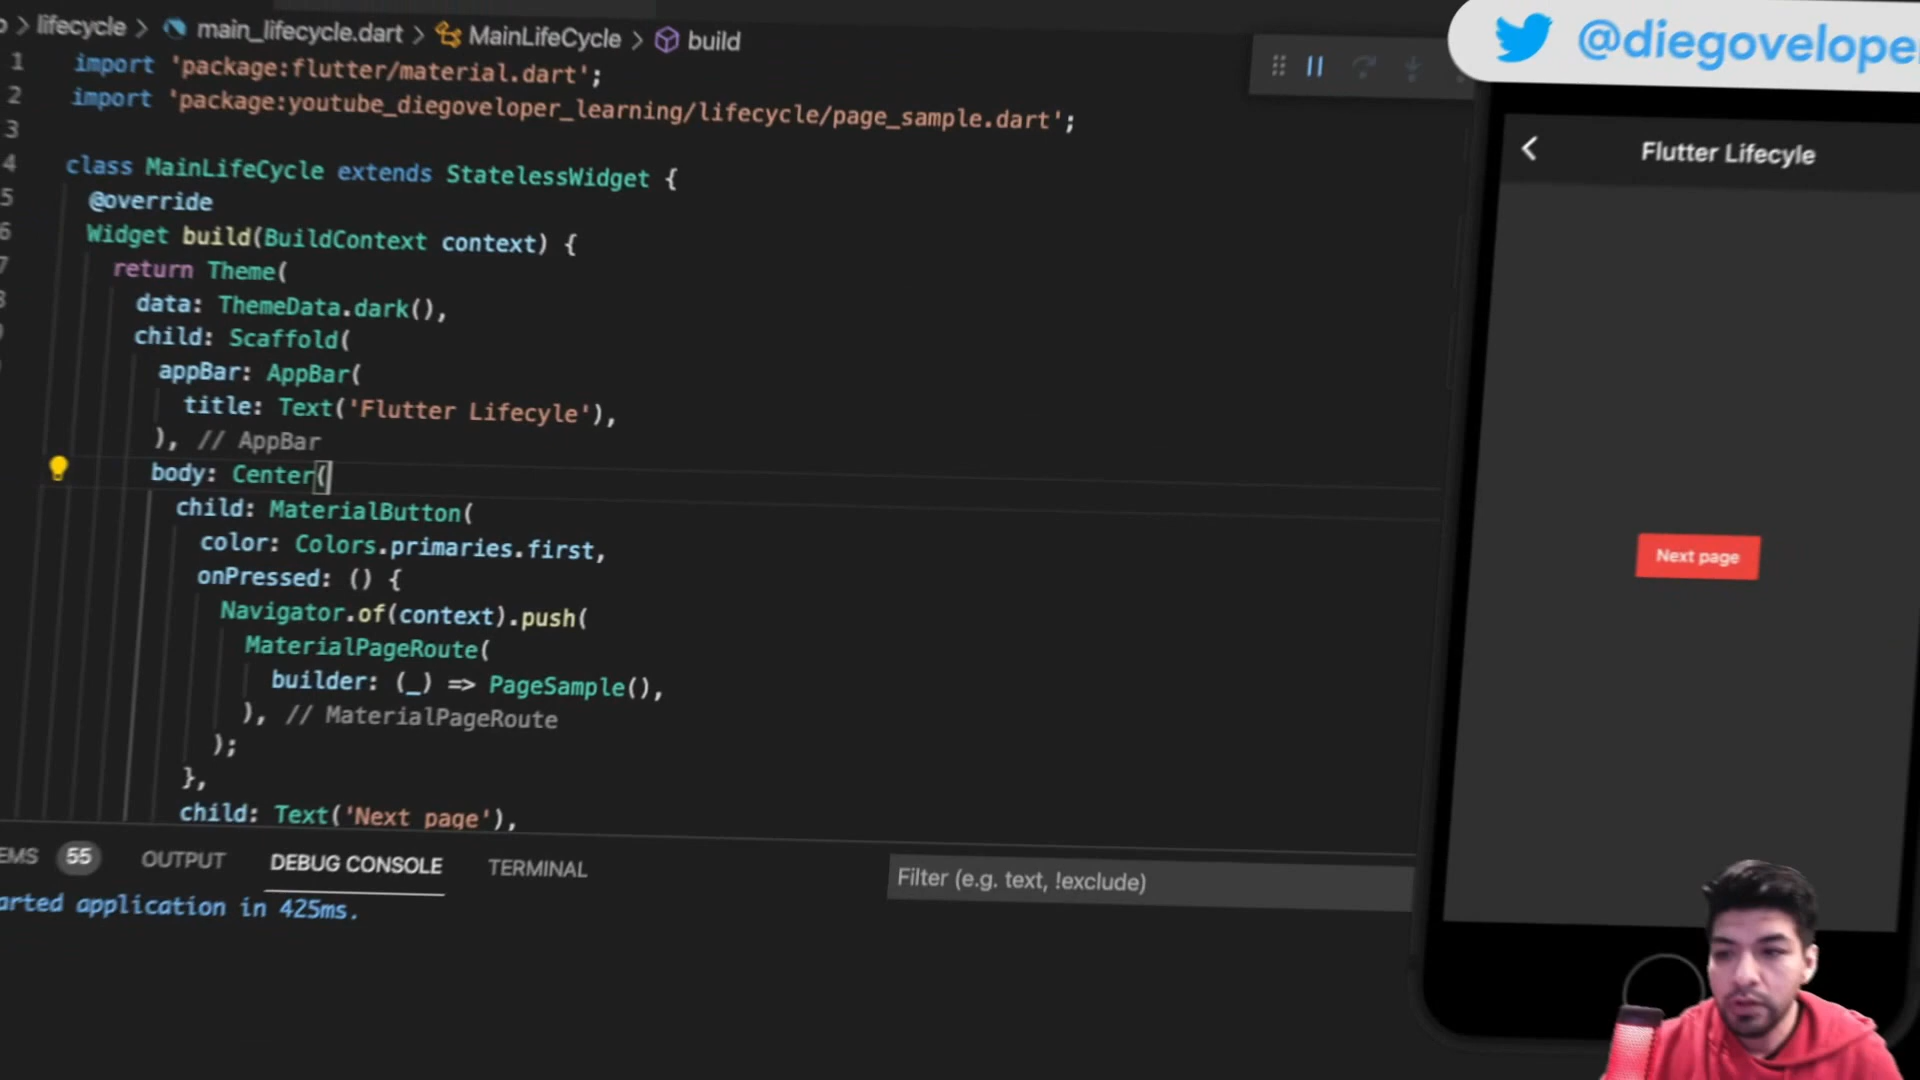 lifecycle > main_lifecycle.dart > MainLifeCycle > build
1 import 'package:flutter/material.dart';
2 import 'package:youtube_diegoveloper_learning/lifecycle/page_sample.dart';
3
4 class MainLifeCycle extends StatelessWidget {
5 @override
6 Widget build(BuildContext context) {
7 return Theme(
data: ThemeData.dark(),
child: Scaffold(
appBar: AppBar(
title: Text('Flutter Lifecyle'),
), // AppBar
body: Center(
child: MaterialButton(
color: Colors.primaries.first,
onPressed: () {
Navigator.of(context).push(
MaterialPageRoute(
builder: (_) => PageSample(),
), // MaterialPageRoute
);
},
child: Text('Next page'),
EMS 55 OUTPUT DEBUG CONSOLE TERMINAL
Filter (e.g. text, !exclude)
arted application in 425ms.
@diegoveloper
Flutter Lifecyle
Next page